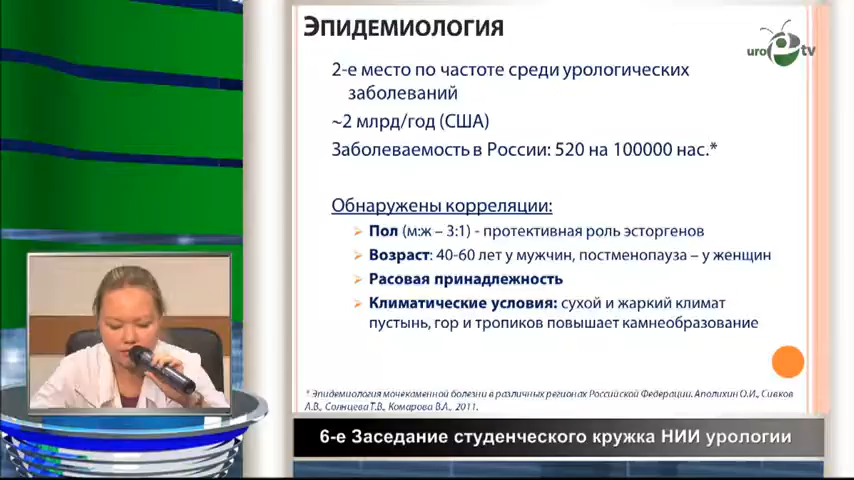 Эпидемиология
uro tv
2-е место по частоте среди урологических
заболеваний
~2 млрд/год (США)
Заболеваемость в России: 520 на 100000 нас.*
Обнаружены корреляции:
Пол (м:ж – 3:1) - протективная роль эсторгенов
Возраст: 40-60 лет у мужчин, постменопауза – у женщин
Расовая принадлежность
Климатические условия: сухой и жаркий климат
пустынь, гор и тропиков повышает камнеобразование
* Эпидемиология мочекаменной болезни в различных регионах Российской Федерации. Аполихин О.И., Сивков
А.В., Солнцева Т.В., Комарова В.А., 2011.
6-е Заседание студенческого кружка НИИ урологии